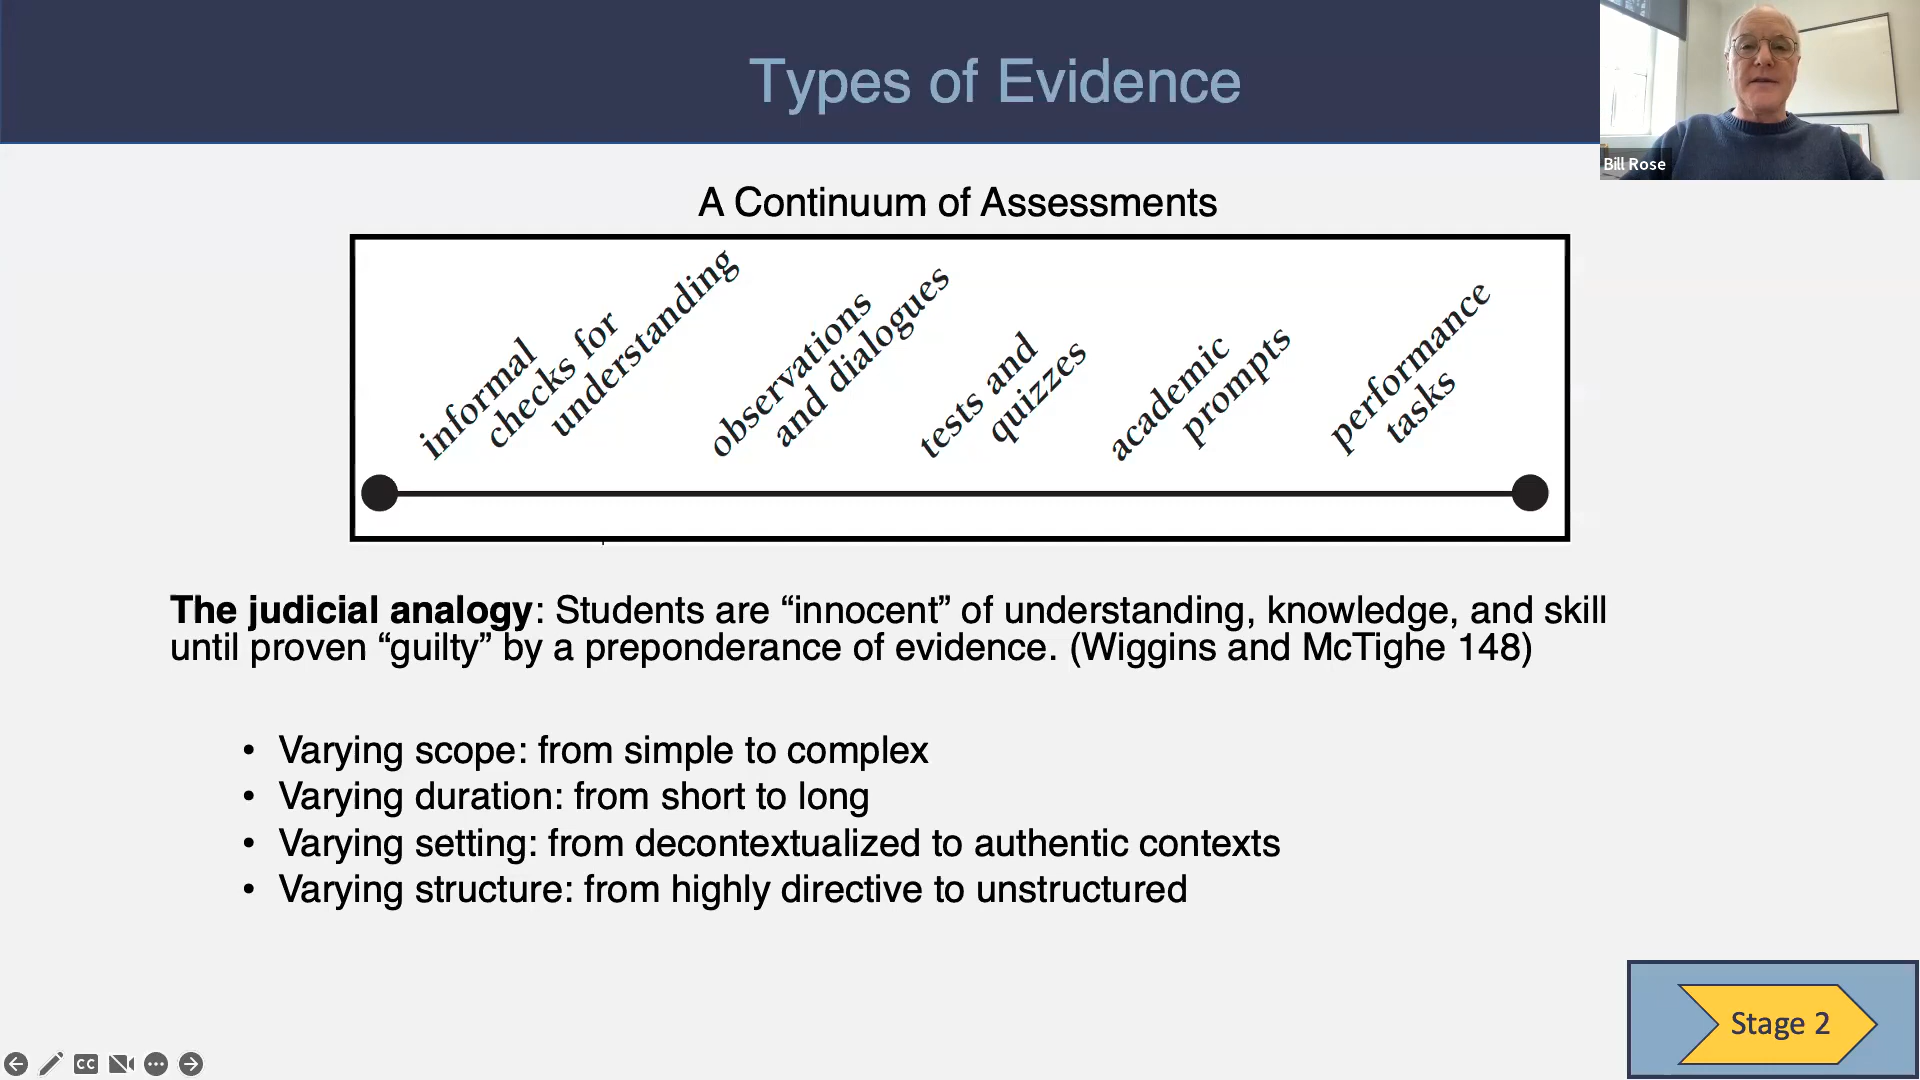 Types of Evidence
Bill Rose
A Continuum of Assessments
informal
checks for
understanding
observations
and dialogues
tests and
quizzes
academic
prompts
performance
tasks
The judicial analogy: Students are “innocent” of understanding, knowledge, and skill
until proven “guilty” by a preponderance of evidence. (Wiggins and McTighe 148)
• Varying scope: from simple to complex
• Varying duration: from short to long
• Varying setting: from decontextualized to authentic contexts
• Varying structure: from highly directive to unstructured
Stage 2
CC